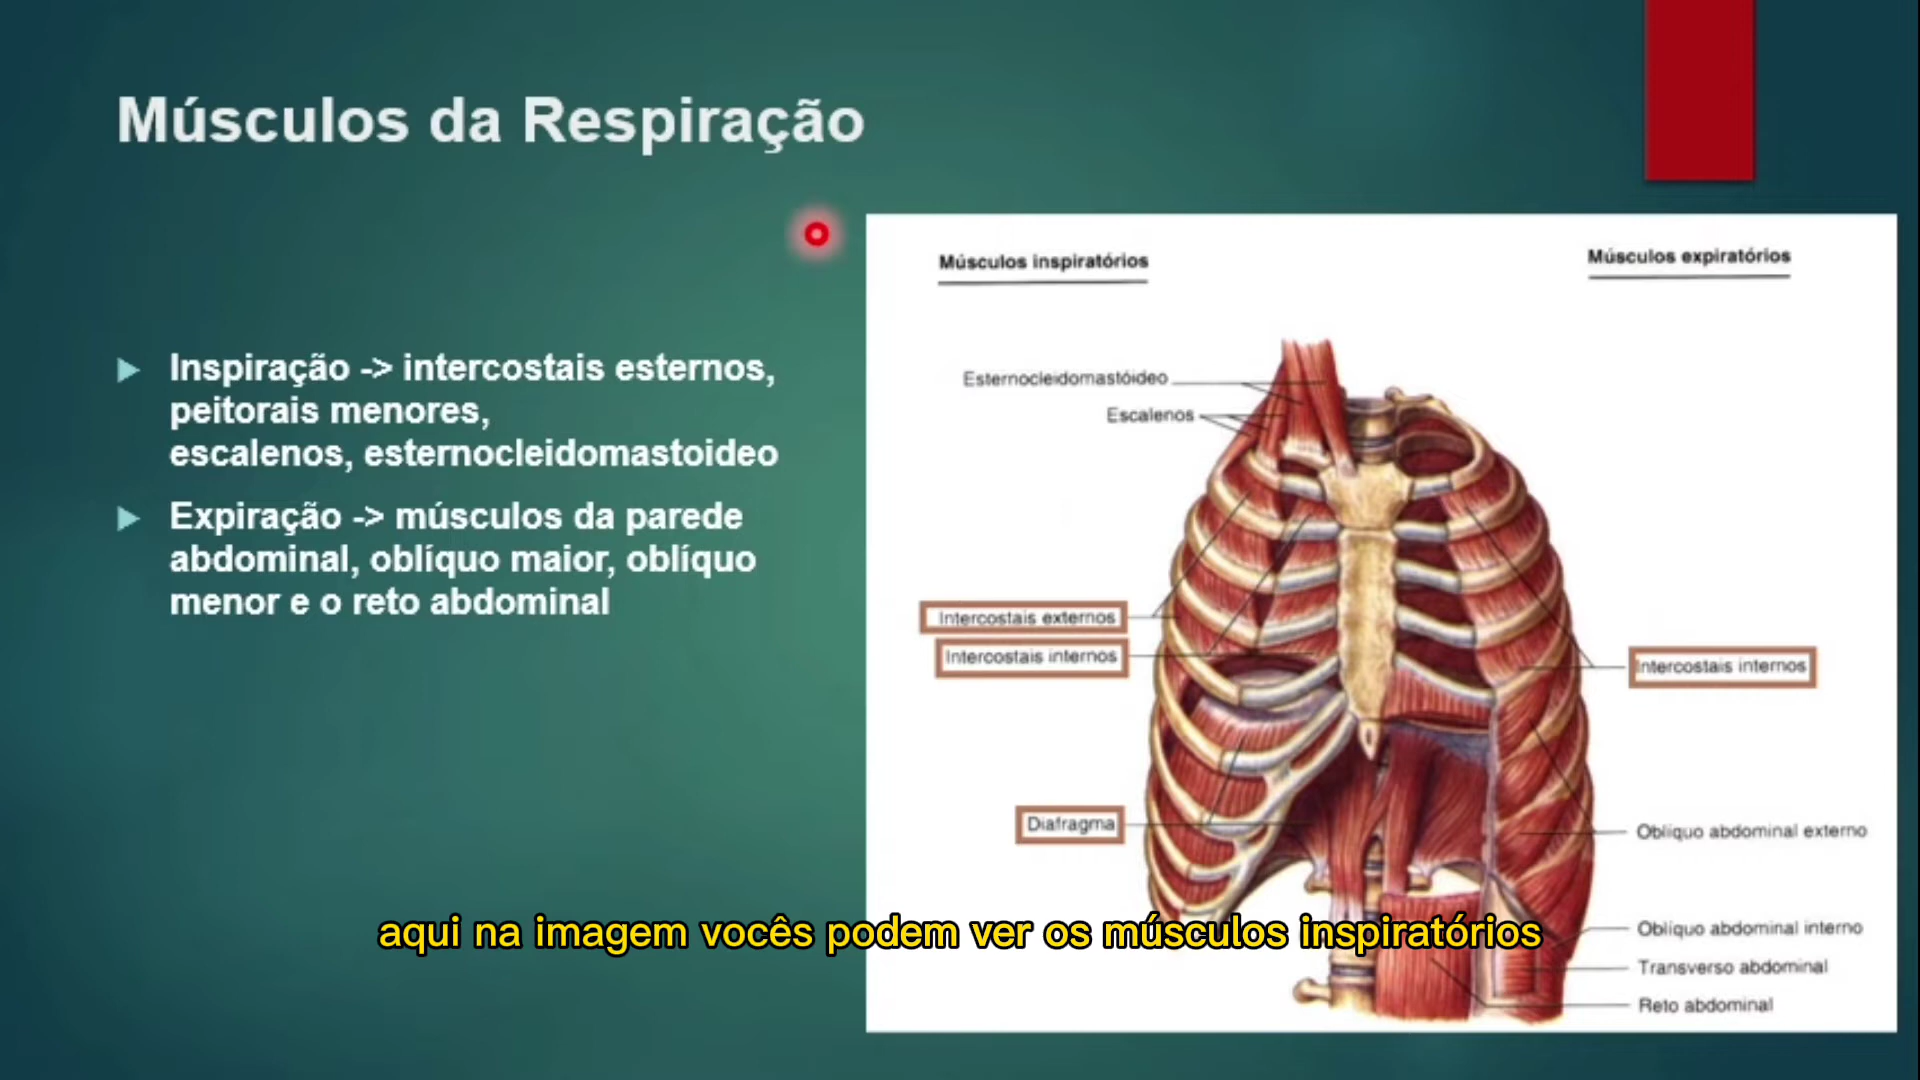 Músculos da Respiração
Inspiração -> intercostais esternos,
peitorais menores,
escalenos, esternocleidomastoideo
Expiração -> músculos da parede
abdominal, oblíquo maior, oblíquo
menor e o reto abdominal
Músculos inspiratórios
Músculos expiratórios
Esternocleidomastóideo
Escalenos
Intercostais externos
Intercostais internos
Intercostais internos
Diafragma
Oblíquo abdominal externo
Oblíquo abdominal interno
Transverso abdominal
Reto abdominal
aqui na imagem vocês podem ver os músculos inspiratórios